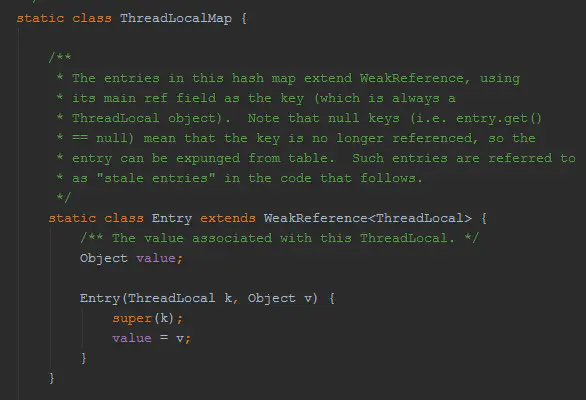 static class ThreadLocalMap {
/**
* The entries in this hash map extend WeakReference, using
* its main ref field as the key (which is always a
* ThreadLocal object).  Note that null keys (i.e. entry.get()
* == null) mean that the key is no longer referenced, so the
* entry can be expunged from table.  Such entries are referred to
* as "stale entries" in the code that follows.
*/
static class Entry extends WeakReference<ThreadLocal> {
/** The value associated with this ThreadLocal. */
Object value;
Entry(ThreadLocal k, Object v) {
super(k);
value = v;
}
}